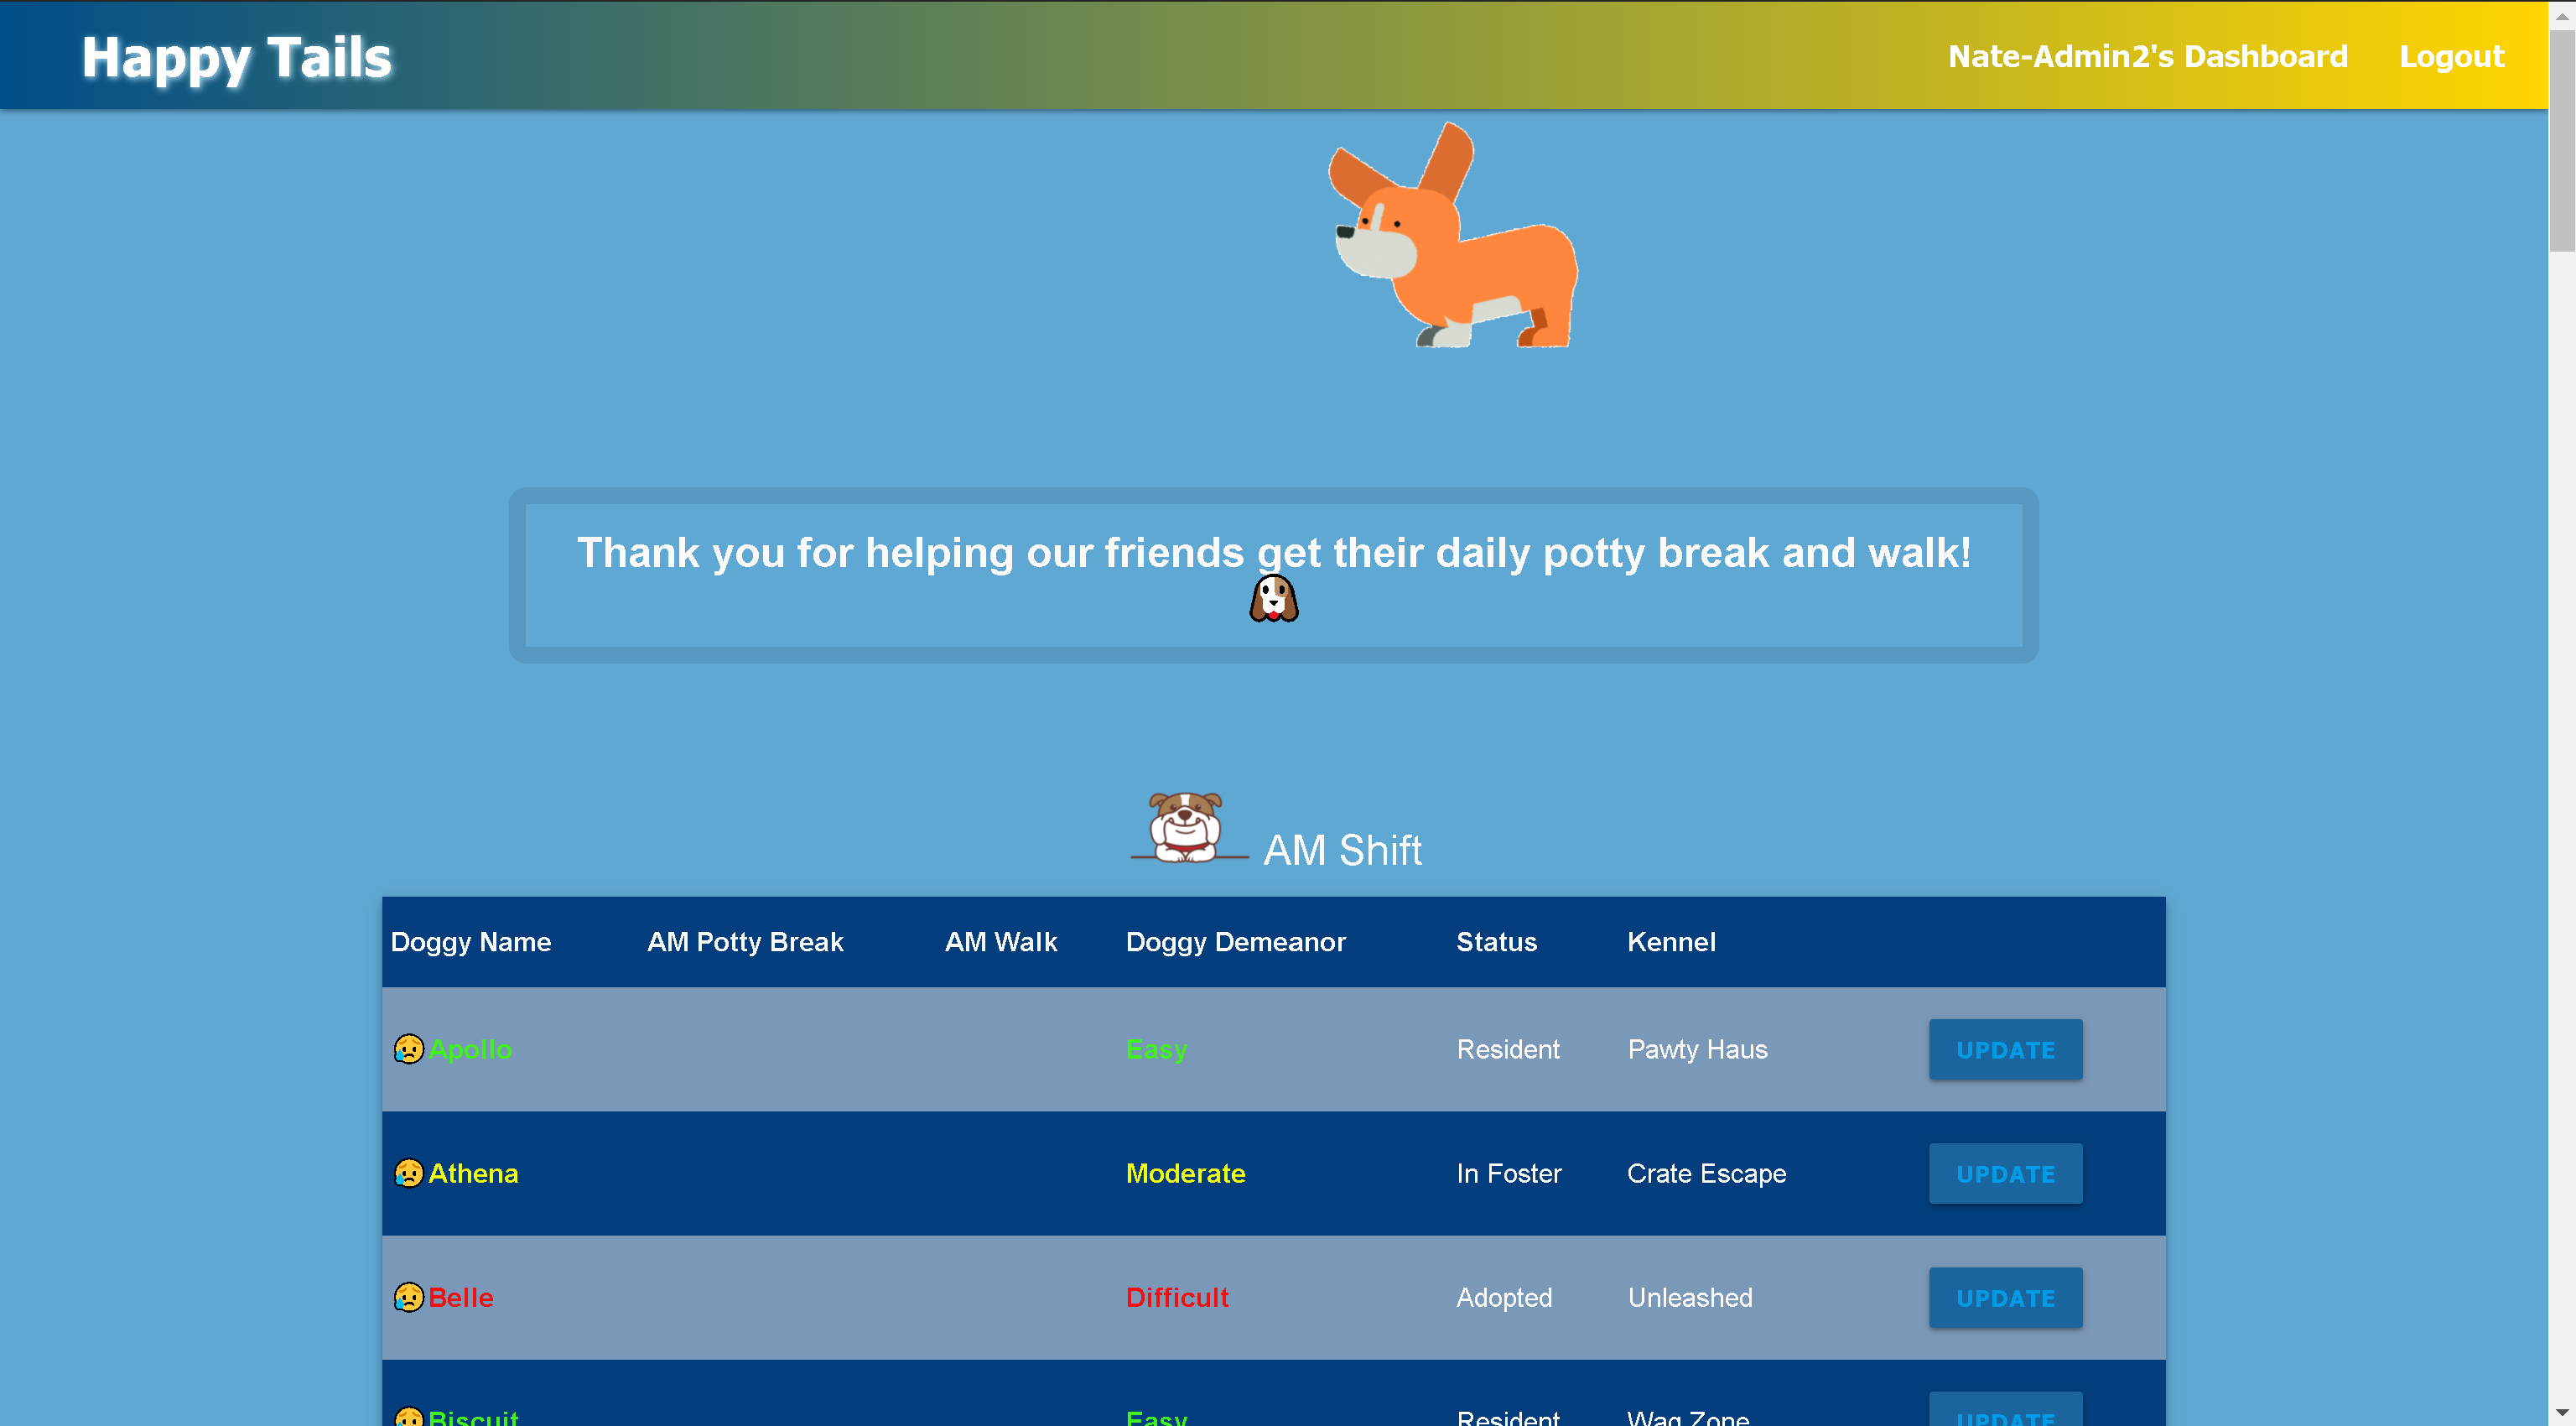 Happy Tails
Nate-Admin2's Dashboard Logout
Thank you for helping our friends get their daily potty break and walk!
AM Shift
Doggy Name AM Potty Break AM Walk Doggy Demeanor Status Kennel
Apollo Easy Resident Pawty Haus UPDATE
Athena Moderate In Foster Crate Escape UPDATE
Belle Difficult Adopted Unleashed UPDATE
Biscuit Easy Resident Wag Zone UPDATE